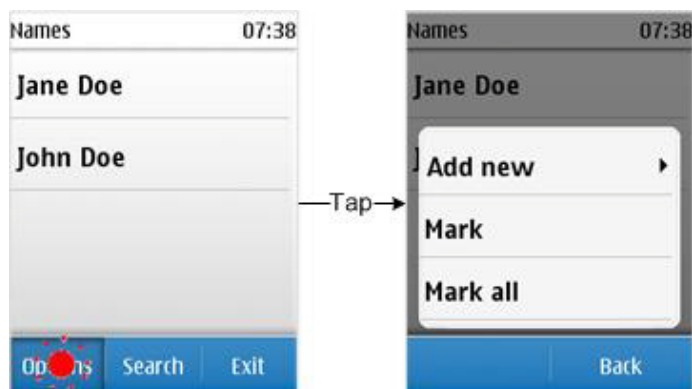 Names 07:38
Jane Doe
John Doe
Search Exit
Tap
Names 07:38
Jane Doe
Add new
Mark
Mark all
Back